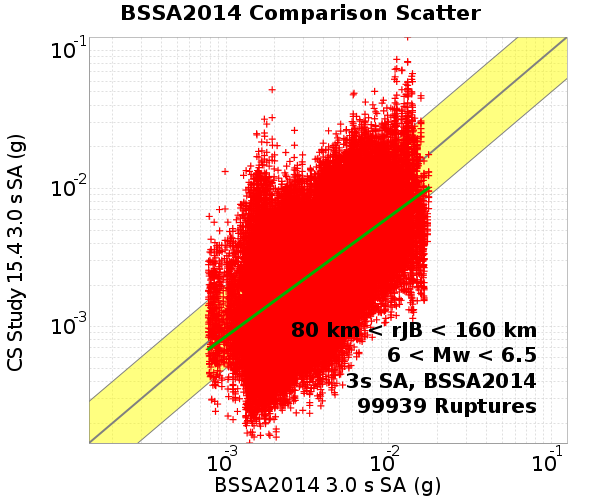 BSSA2014 Comparison Scatter
CS Study 15.4 3.0 s SA (g)
10⁻¹
10⁻²
10⁻³
80 km < rJB < 160 km
6 < Mw < 6.5
3s SA, BSSA2014
99939 Ruptures
10⁻³ 10⁻² 10⁻¹
BSSA2014 3.0 s SA (g)